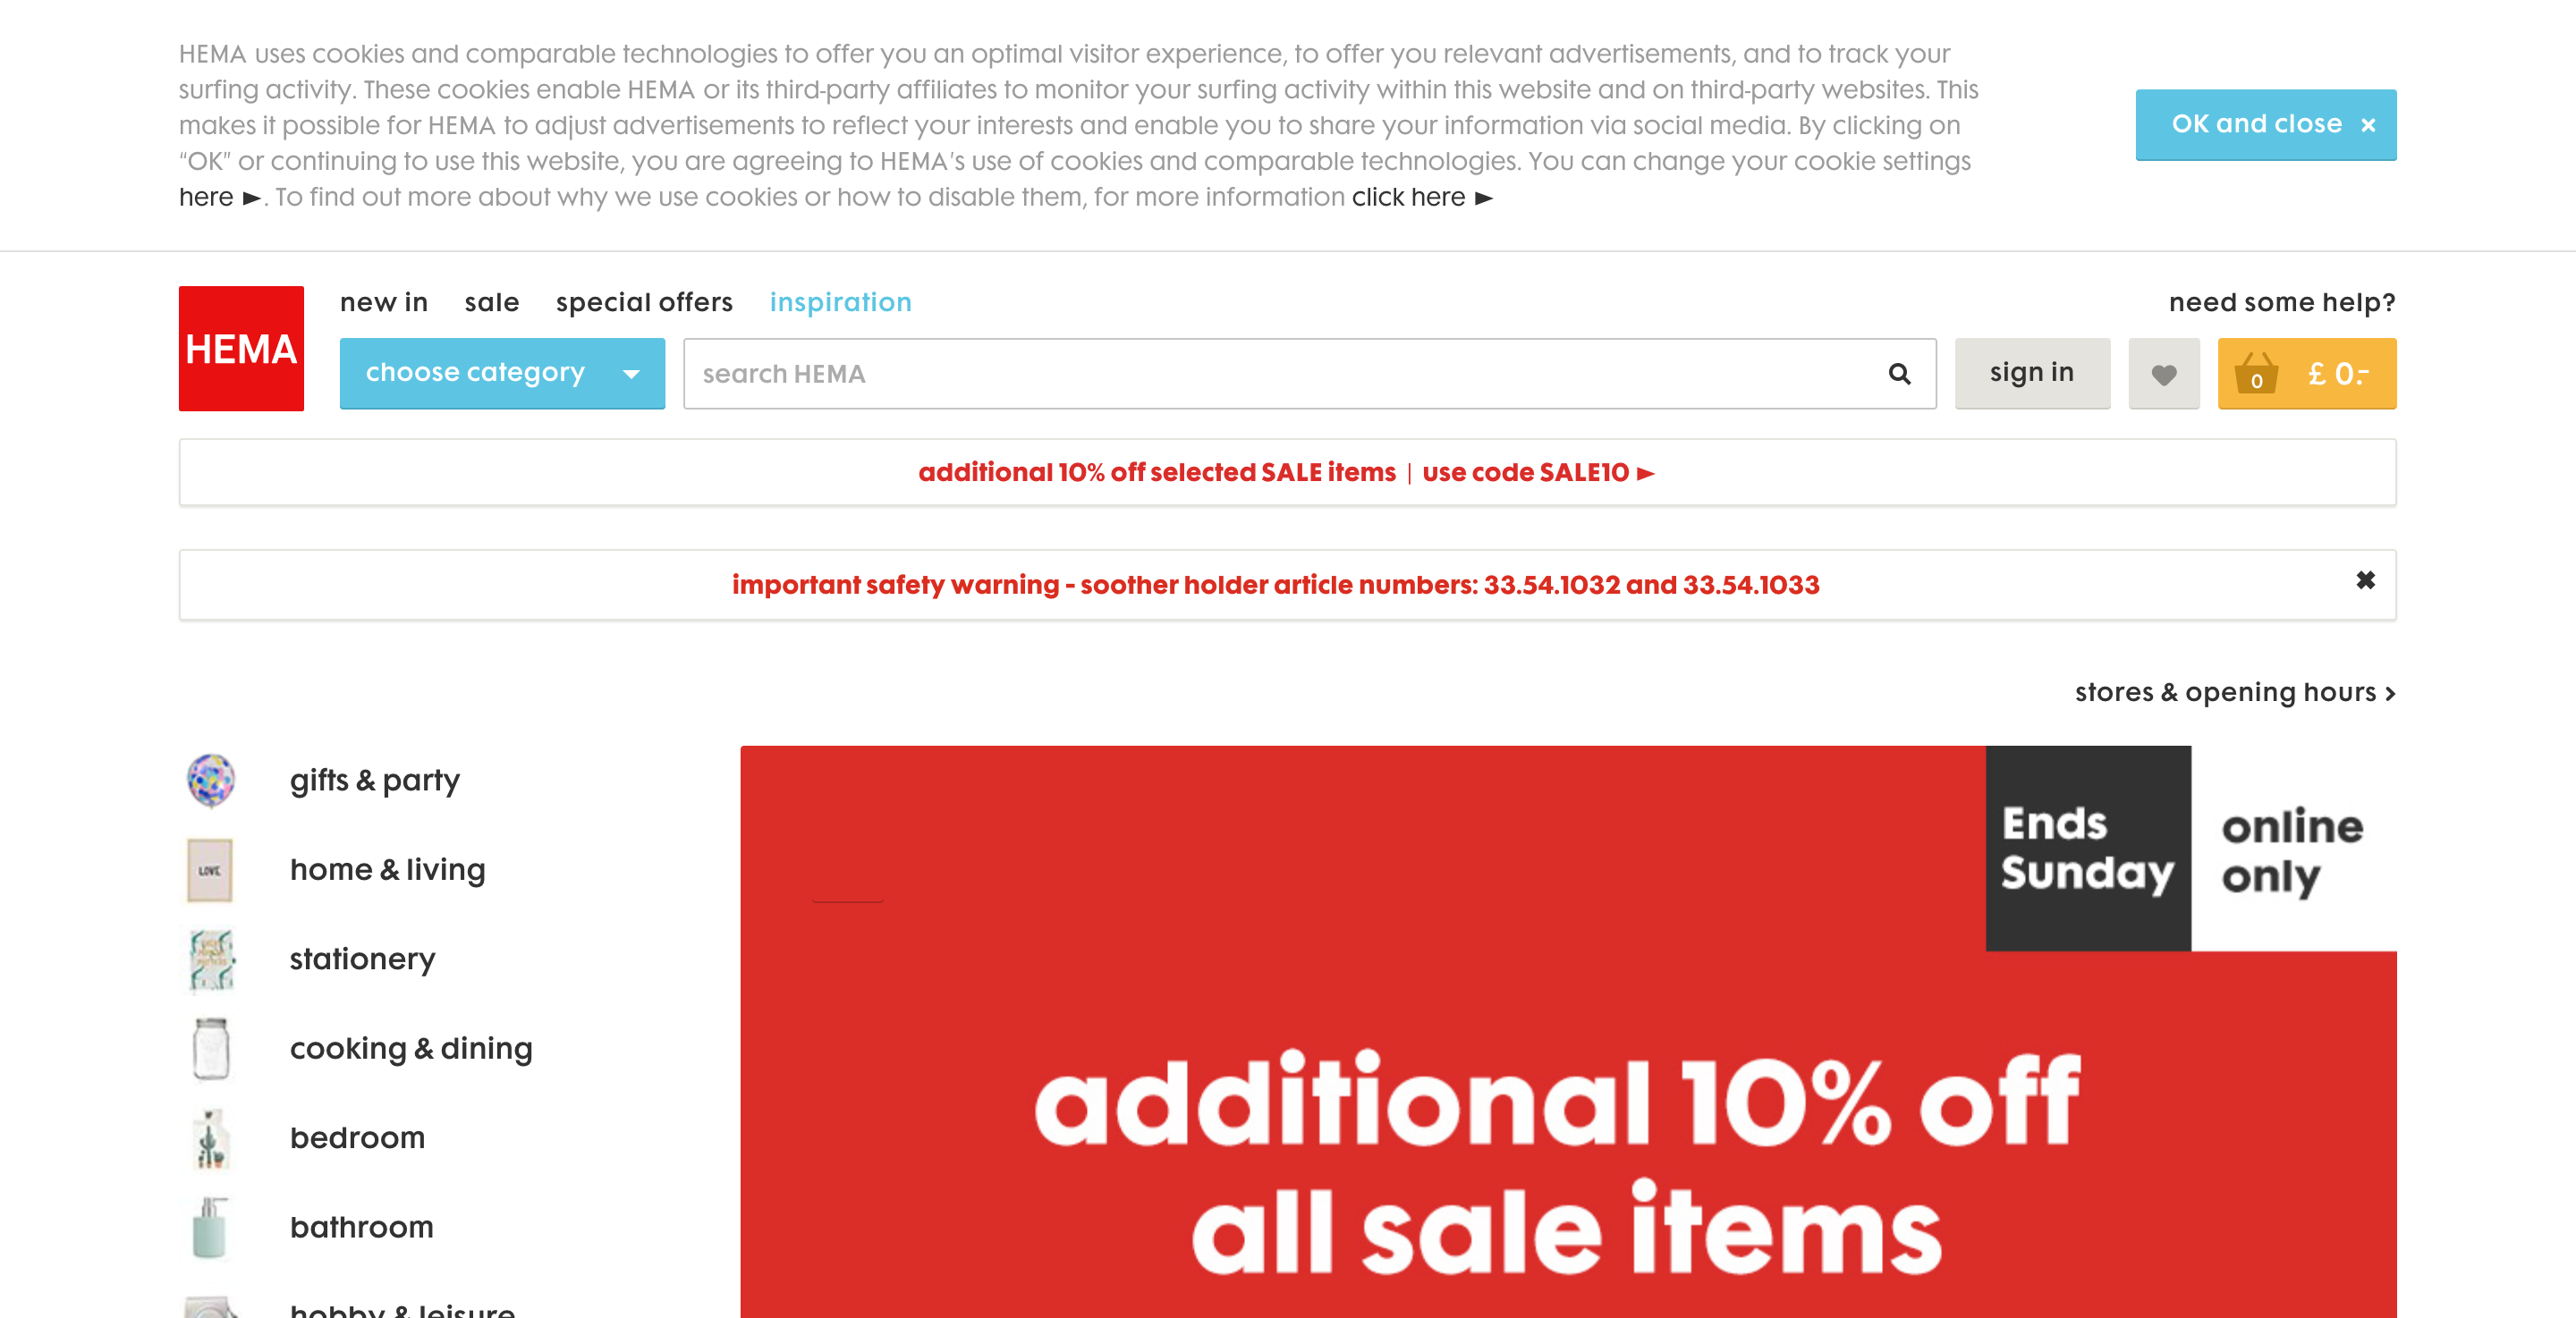 HEMA uses cookies and comparable technologies to offer you an optimal visitor experience, to offer you relevant advertisements, and to track your
surfing activity. These cookies enable HEMA or its third-party affiliates to monitor your surfing activity within this website and on third-party websites. This
makes it possible for HEMA to adjust advertisements to reflect your interests and enable you to share your information via social media. By clicking on
“OK” or continuing to use this website, you are agreeing to HEMA's use of cookies and comparable technologies. You can change your cookie settings
here ►. To find out more about why we use cookies or how to disable them, for more information click here ►
OK and close ×
HEMA
new in sale special offers inspiration
need some help?
choose category
search HEMA
sign in
0 £ 0.-
additional 10% off selected SALE items | use code SALE10 ►
important safety warning - soother holder article numbers: 33.54.1032 and 33.54.1033 ✖
stores & opening hours >
gifts & party
home & living
LOVE
stationery
cooking & dining
bedroom
bathroom
hobby & leisure
Ends
Sunday
online
only
additional 10% off
all sale items